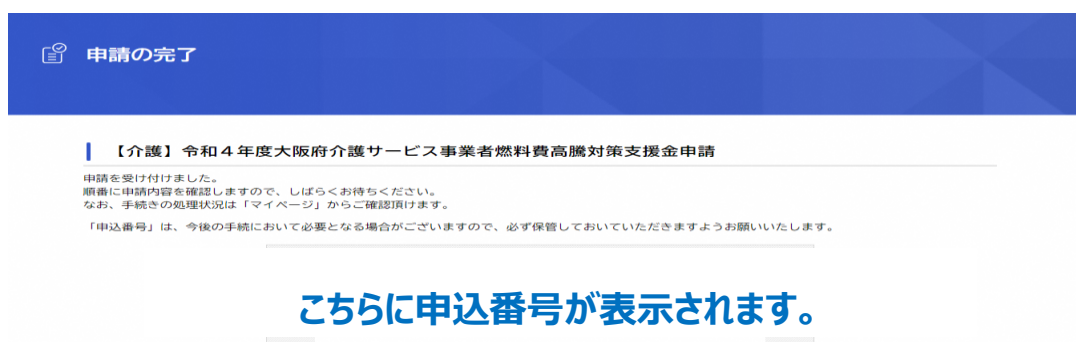 申請の完了
【介護】令和４年度大阪府介護サービス事業者燃料費高騰対策支援金申請
申請を受け付けました。
順番に申請内容を確認しますので、しばらくお待ちください。
なお、手続きの処理状況は「マイページ」からご確認頂けます。
「申込番号」は、今後の手続において必要となる場合がございますので、必ず保管しておいていただきますようお願いいたします。
こちらに申込番号が表示されます。